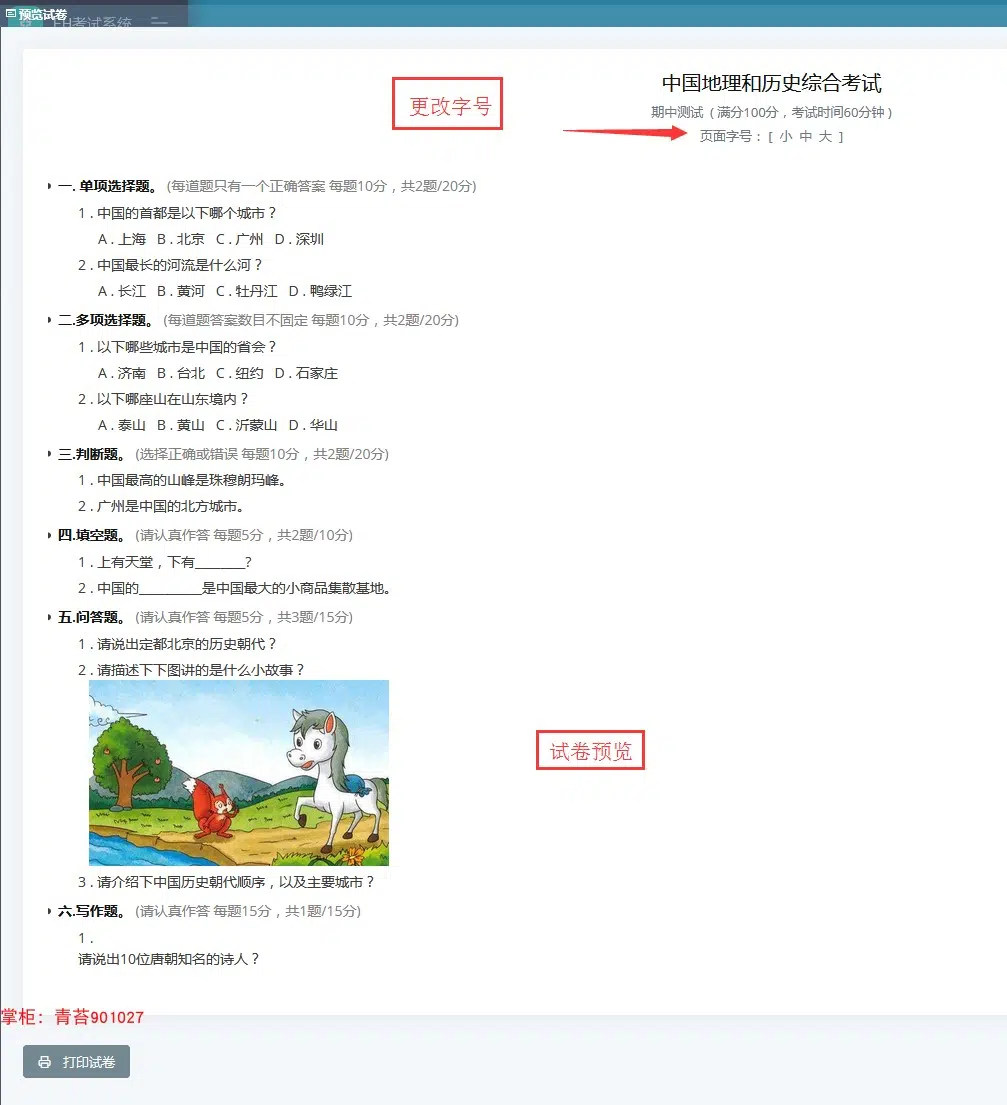 预览试卷
EH考试系统
更改字号
中国地理和历史综合考试
期中测试（满分100分，考试时间60分钟）
页面字号：[ 小 中 大 ]
一. 单项选择题。 (每道题只有一个正确答案 每题10分，共2题/20分)
1 . 中国的首都是以下哪个城市？
A . 上海 B . 北京 C . 广州 D . 深圳
2 . 中国最长的河流是什么河？
A . 长江 B . 黄河 C . 牡丹江 D . 鸭绿江
二.多项选择题。 (每道题答案数目不固定 每题10分，共2题/20分)
1 . 以下哪些城市是中国的省会？
A . 济南 B . 台北 C . 纽约 D . 石家庄
2 . 以下哪座山在山东境内？
A . 泰山 B . 黄山 C . 沂蒙山 D . 华山
三.判断题。 (选择正确或错误 每题10分，共2题/20分)
1 . 中国最高的山峰是珠穆朗玛峰。
2 . 广州是中国的北方城市。
四.填空题。 (请认真作答 每题5分，共2题/10分)
1 . 上有天堂，下有________?
2 . 中国的__________是中国最大的小商品集散基地。
五.问答题。 (请认真作答 每题5分，共3题/15分)
1 . 请说出定都北京的历史朝代？
2 . 请描述下下图讲的是什么小故事？
试卷预览
3 . 请介绍下中国历史朝代顺序，以及主要城市？
六.写作题。 (请认真作答 每题15分，共1题/15分)
1 .
请说出10位唐朝知名的诗人？
掌柜：青苔901027
打印试卷